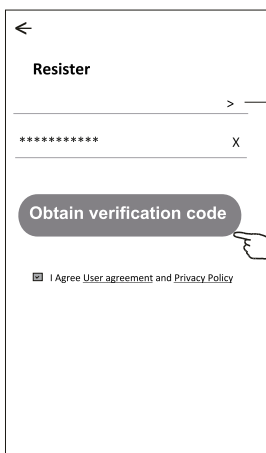 Resister
>
*********** X
Obtain verification code
I Agree User agreement and Privacy Policy